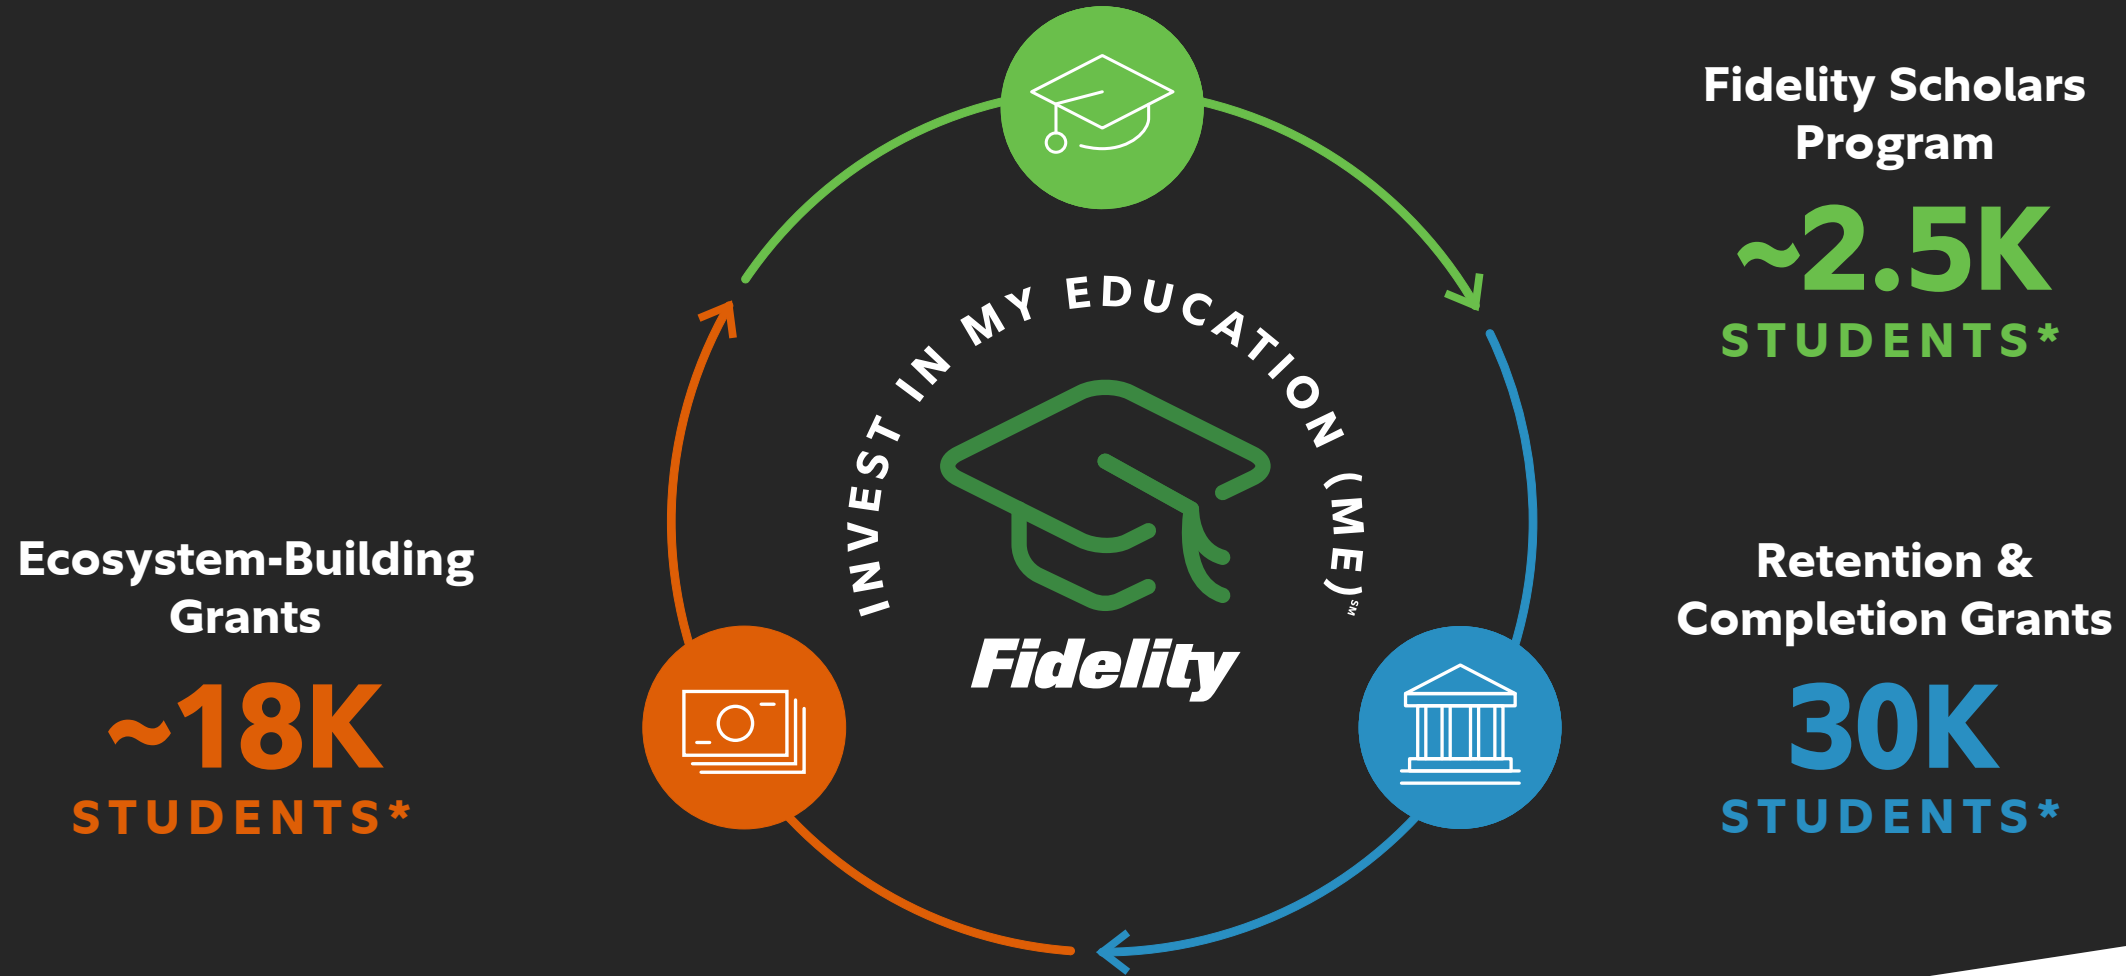 INVEST IN MY EDUCATION (ME)℠
Fidelity
Fidelity Scholars
Program
~2.5K
STUDENTS*
Retention &
Completion Grants
30K
STUDENTS*
Ecosystem-Building
Grants
~18K
STUDENTS*